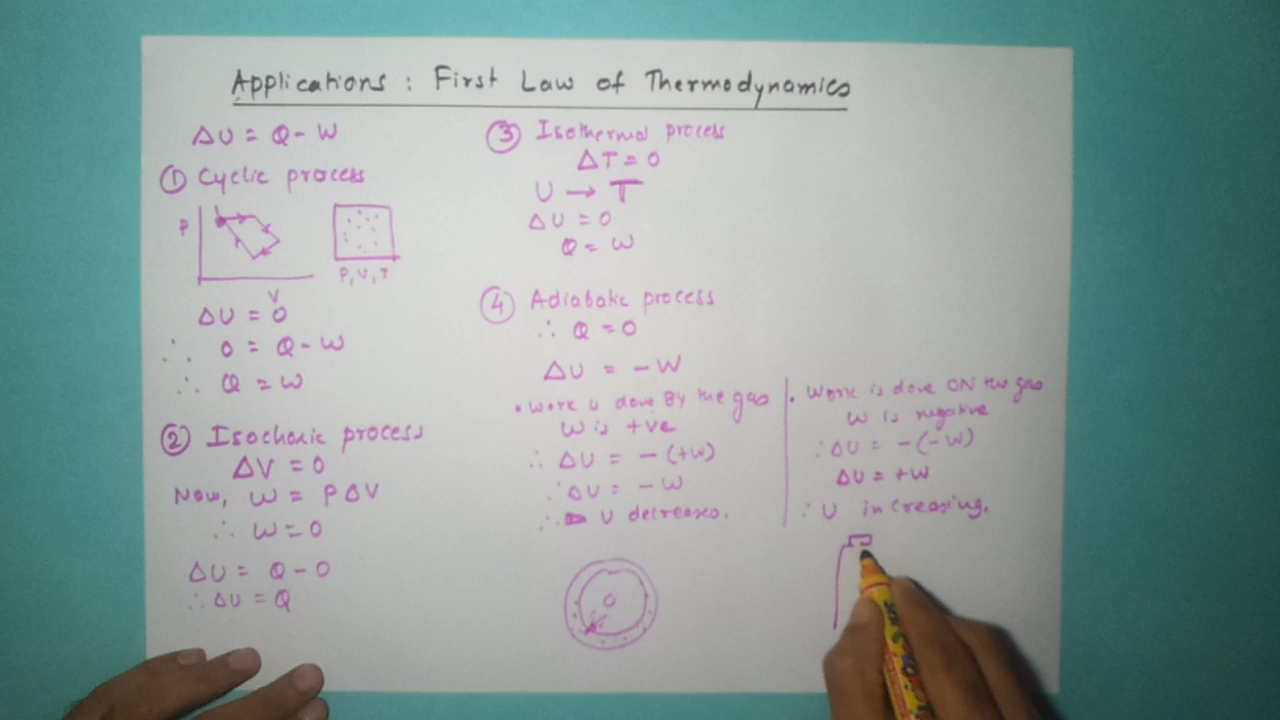 Applications : First Law of Thermodynamics
ΔU = Q - W
① Cyclic process
P
V
P, V, T
ΔU = 0
∴ 0 = Q - W
∴ Q = W
② Isochoric process
ΔV = 0
Now, W = PΔV
∴ W = 0
ΔU = Q - 0
∴ ΔU = Q
③ Isothermal process
ΔT = 0
U → T
ΔU = 0
Q = W
④ Adiabatic process
∴ Q = 0
ΔU = - W
• Work is done BY the gas
W is +ve
∴ ΔU = - (+W)
∴ ΔU = - W
∴ U decreases.
• Work is done ON the gas
W is negative
∴ ΔU = - (-W)
ΔU = +W
∴ U increasing.